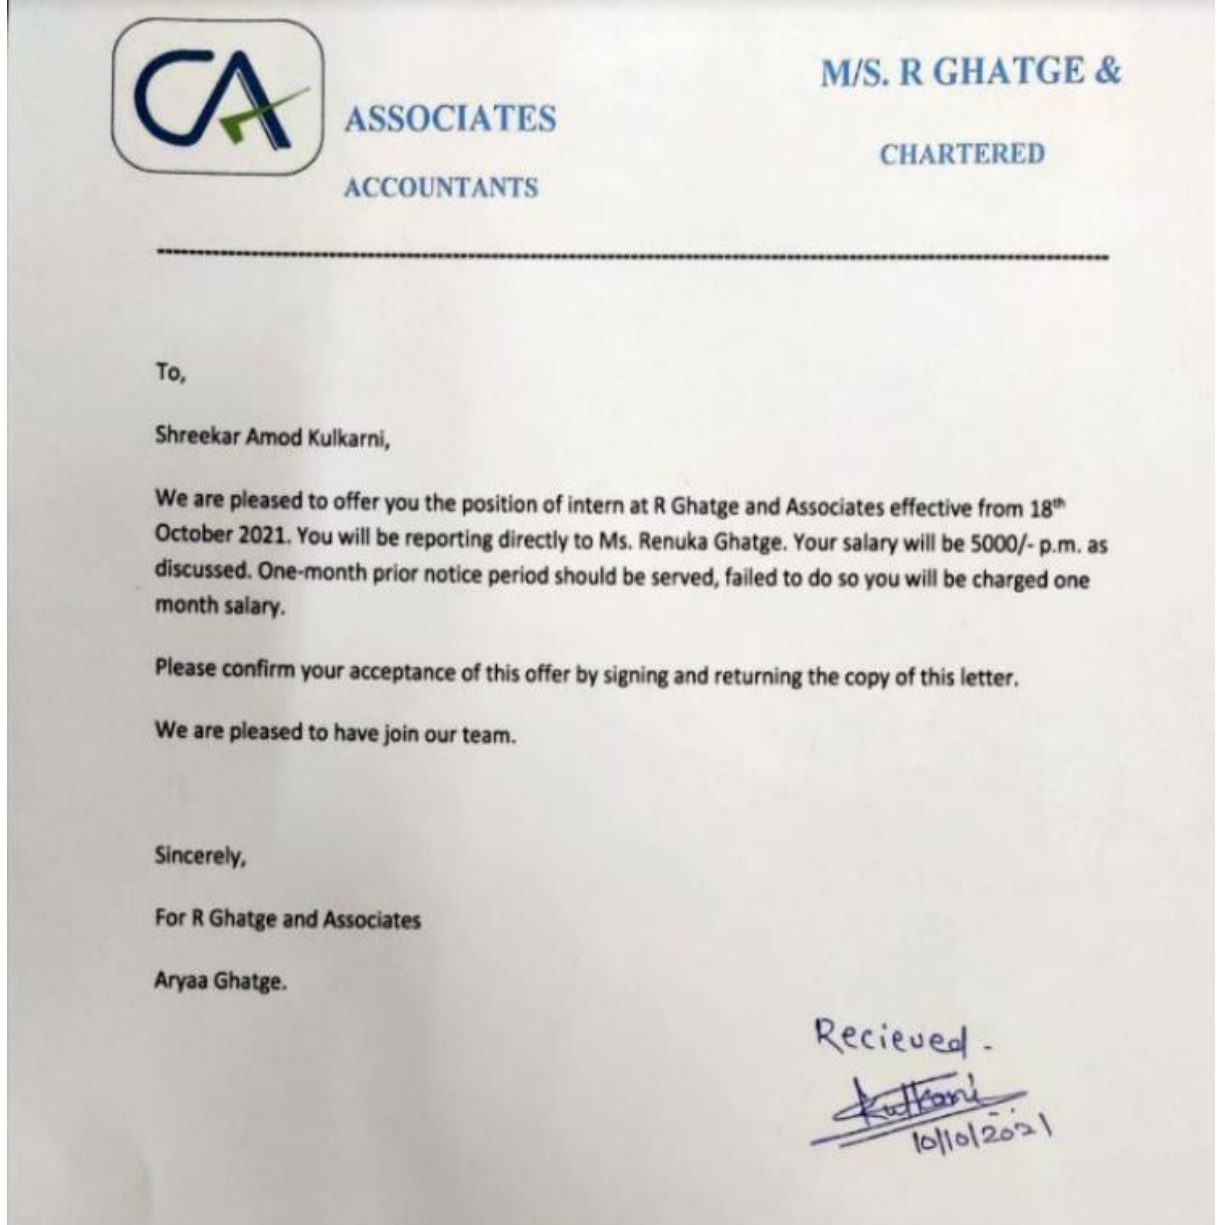 CA
M/S. R GHATGE &
ASSOCIATES
CHARTERED
ACCOUNTANTS
To,
Shreekar Amod Kulkarni,
We are pleased to offer you the position of intern at R Ghatge and Associates effective from 18th
October 2021. You will be reporting directly to Ms. Renuka Ghatge. Your salary will be 5000/- p.m. as
discussed. One-month prior notice period should be served, failed to do so you will be charged one
month salary.
Please confirm your acceptance of this offer by signing and returning the copy of this letter.
We are pleased to have join our team.
Sincerely,
For R Ghatge and Associates
Aryaa Ghatge.
Recieved -
Kulkarni
10/10/2021